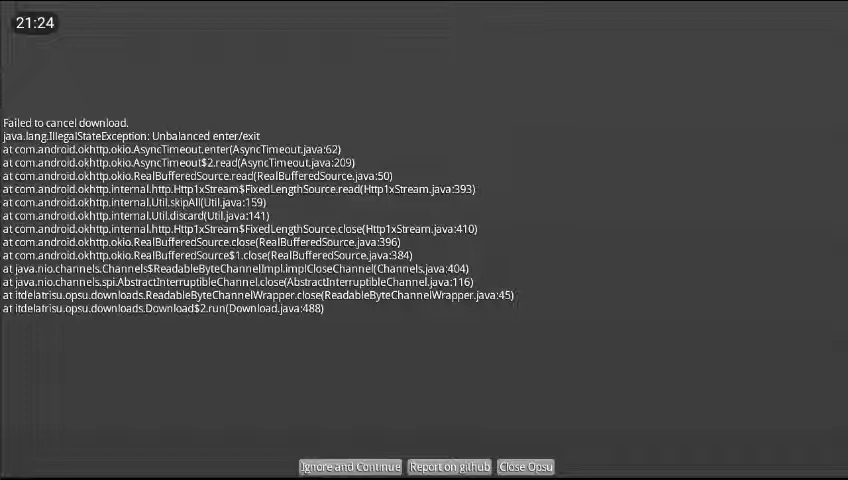 21:24
Failed to cancel download.
java.lang.IllegalStateException: Unbalanced enter/exit
at com.android.okhttp.okio.AsyncTimeout.enter(AsyncTimeout.java:62)
at com.android.okhttp.okio.AsyncTimeout$2.read(AsyncTimeout.java:209)
at com.android.okhttp.okio.RealBufferedSource.read(RealBufferedSource.java:50)
at com.android.okhttp.internal.http.Http1xStream$FixedLengthSource.read(Http1xStream.java:393)
at com.android.okhttp.internal.Util.skipAll(Util.java:159)
at com.android.okhttp.internal.Util.discard(Util.java:141)
at com.android.okhttp.internal.http.Http1xStream$FixedLengthSource.close(Http1xStream.java:410)
at com.android.okhttp.okio.RealBufferedSource.close(RealBufferedSource.java:396)
at com.android.okhttp.okio.RealBufferedSource$1.close(RealBufferedSource.java:384)
at java.nio.channels.Channels$ReadableByteChannelImpl.implCloseChannel(Channels.java:404)
at java.nio.channels.spi.AbstractInterruptibleChannel.close(AbstractInterruptibleChannel.java:116)
at itdelatrisu.opsu.downloads.ReadableByteChannelWrapper.close(ReadableByteChannelWrapper.java:45)
at itdelatrisu.opsu.downloads.Download$2.run(Download.java:488)
Ignore and Continue Report on github Close Opsu